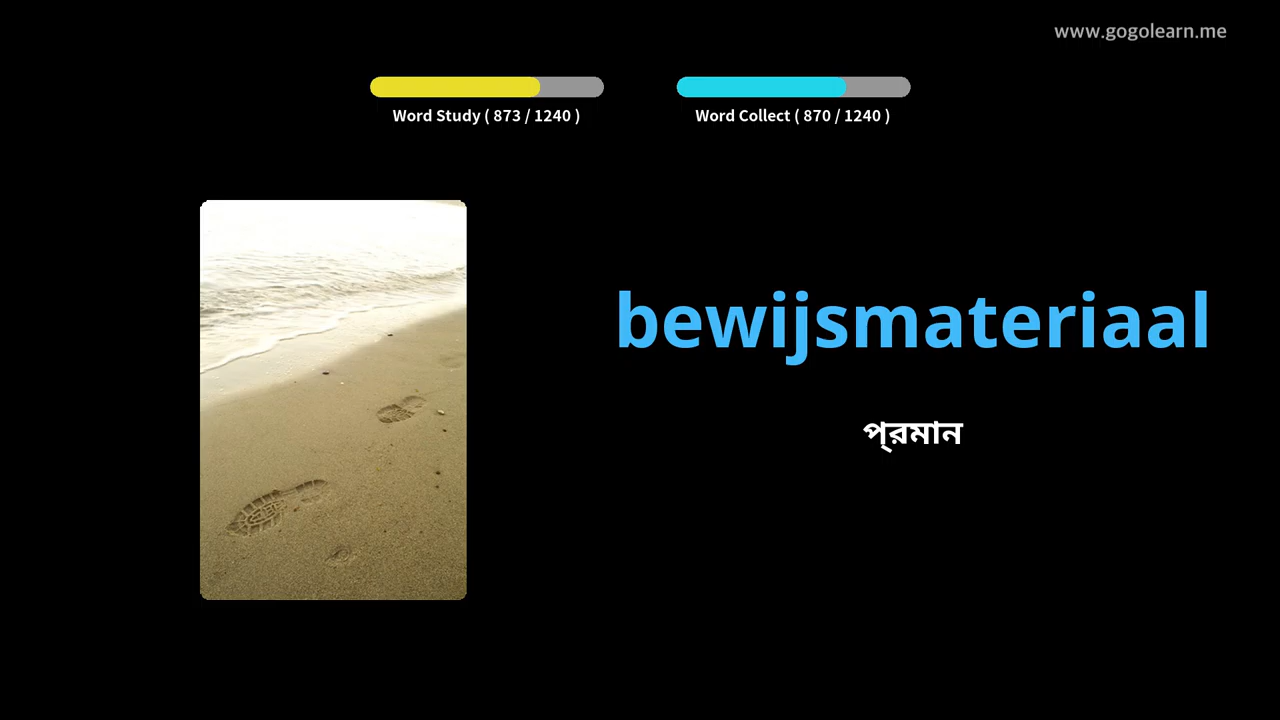 www.gogolearn.me
Word Study ( 873 / 1240 )
Word Collect ( 870 / 1240 )
bewijsmateriaal
প্রমান